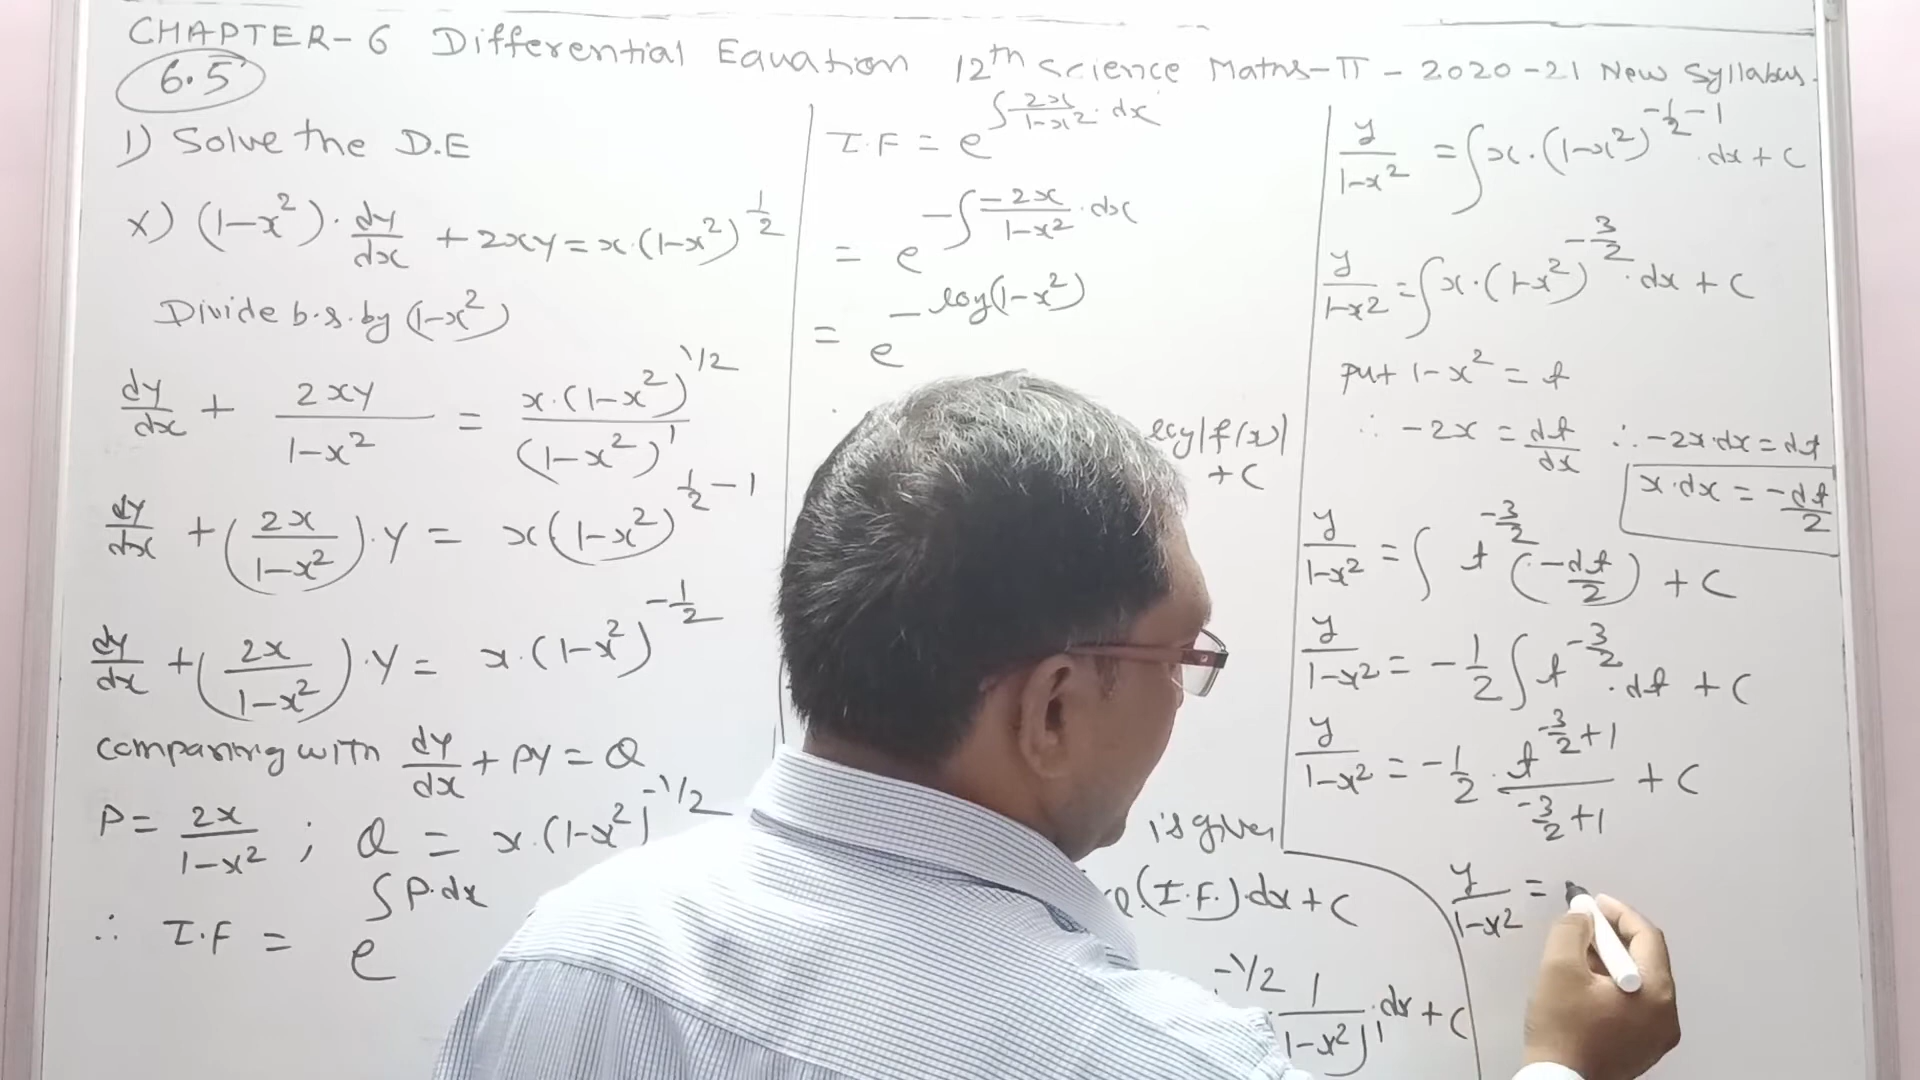 CHAPTER-6 Differential Equation 12th Science Maths-II - 2020-21 New Syllabus.
6.5
1) Solve the D.E
x) (1-x²)·dy/dx + 2xy = x·(1-x²)^1/2
Divide b.s. by (1-x²)
dy/dx + 2xy/1-x² = x·(1-x²)^1/2/(1-x²)^1
dy/dx + (2x/1-x²)·y = x(1-x²)^1/2-1
dy/dx + (2x/1-x²)·y = x·(1-x²)^-1/2
comparing with dy/dx + py = Q
P = 2x/1-x² ; Q = x·(1-x²)^-1/2
∴ I.F = e^∫P·dx
I.F = e^∫2x/1-x²·dx
= e^-∫-2x/1-x²·dx
= e^-log(1-x²)
log|f(x)|
+ C
is given
(I.F.)·dx + C
-1/2 · 1/(1-x²)^1 ·dx + C
y/1-x² = ∫x·(1-x²)^-1/2-1 ·dx + C
y/1-x² = ∫x·(1-x²)^-3/2 ·dx + C
put 1-x² = t
∴ -2x = dt/dx ∴ -2x·dx = dt
x·dx = -dt/2
y/1-x² = ∫ t^-3/2 (-dt/2) + C
y/1-x² = -1/2 ∫ t^-3/2 ·dt + C
y/1-x² = -1/2 · t^-3/2+1/-3/2+1 + C
y/1-x² =